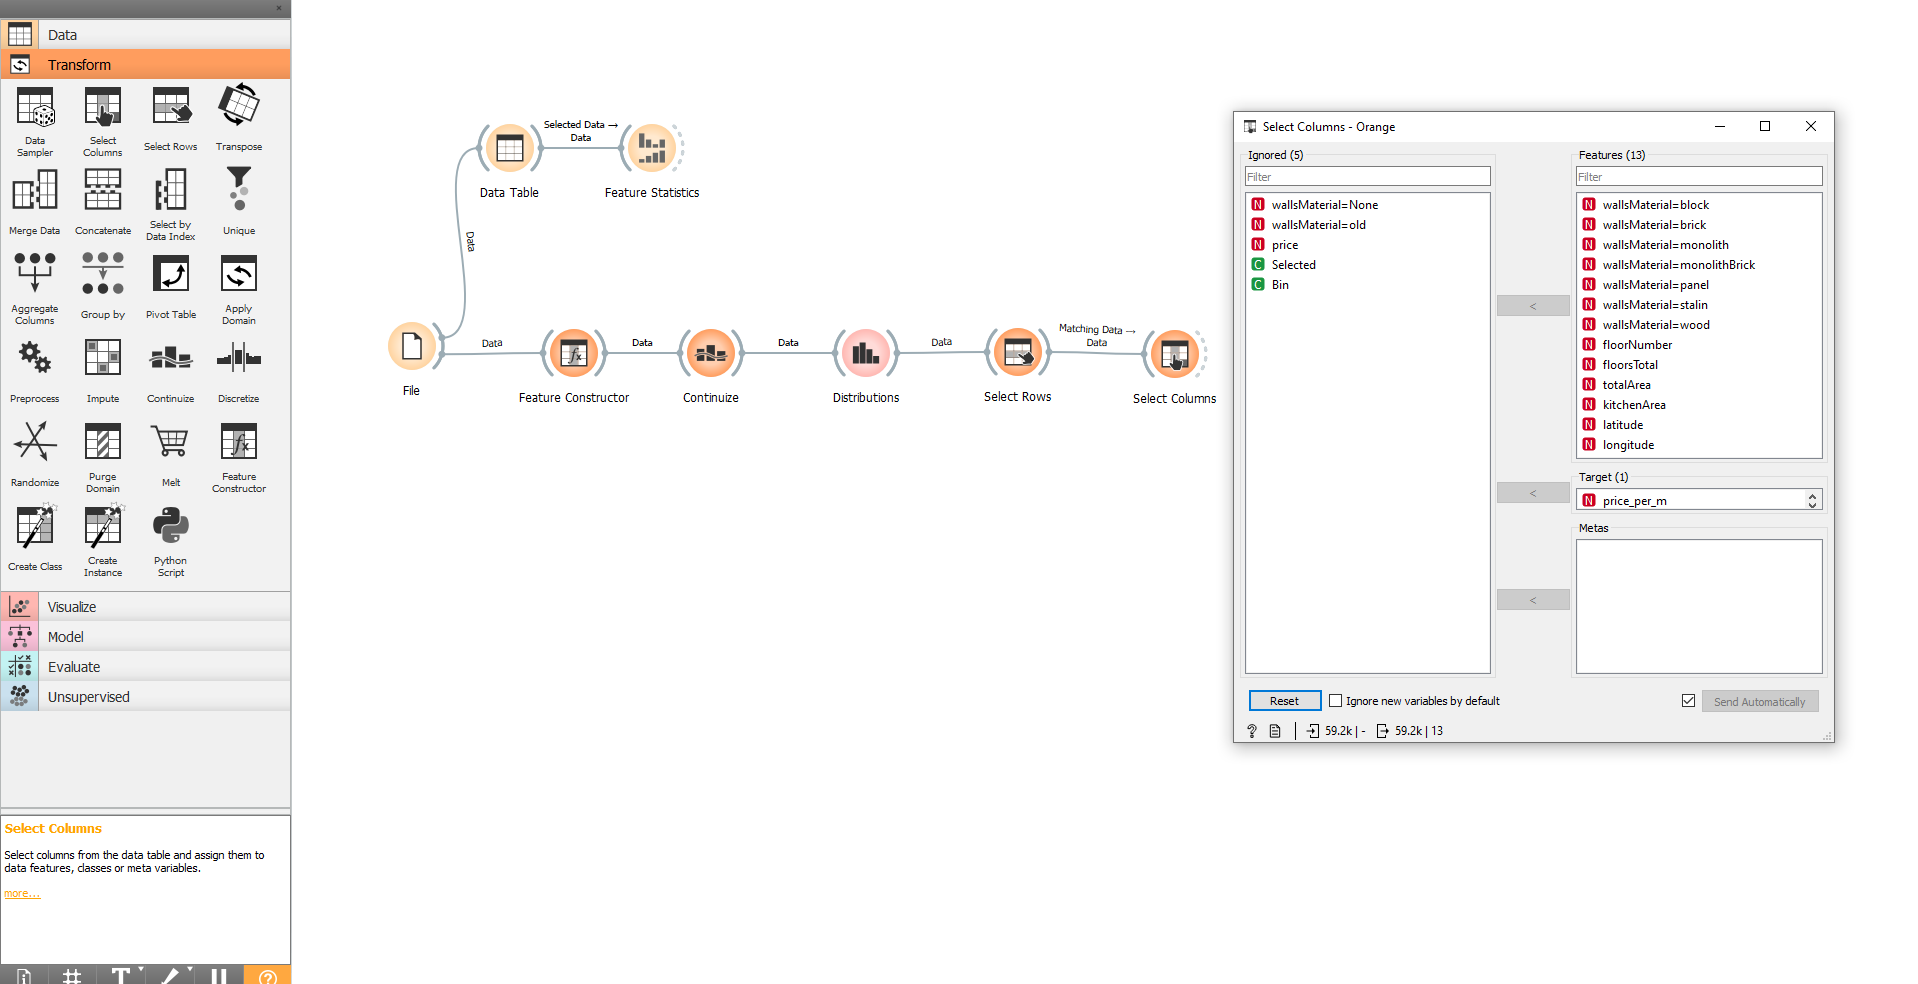 Data
Transform
Data
Sampler
Select
Columns
Select Rows
Transpose
Merge Data
Concatenate
Select by
Data Index
Unique
Aggregate
Columns
Group by
Pivot Table
Apply
Domain
Preprocess
Impute
Continuize
Discretize
Randomize
Purge
Domain
Melt
Feature
Constructor
Create Class
Create
Instance
Python
Script
Visualize
Model
Evaluate
Unsupervised
Select Columns
Select columns from the data table and assign them to
data features, classes or meta variables.
more...
Selected Data →
Data
Data Table
Feature Statistics
Data
File
Data
Feature Constructor
Data
Continuize
Data
Distributions
Data
Select Rows
Matching Data →
Data
Select Columns
Select Columns - Orange
Ignored (5)
Filter
N wallsMaterial=None
N wallsMaterial=old
N price
C Selected
C Bin
<
<
<
Features (13)
Filter
N wallsMaterial=block
N wallsMaterial=brick
N wallsMaterial=monolith
N wallsMaterial=monolithBrick
N wallsMaterial=panel
N wallsMaterial=stalin
N wallsMaterial=wood
N floorNumber
N floorsTotal
N totalArea
N kitchenArea
N latitude
N longitude
Target (1)
N price_per_m
Metas
Reset
Ignore new variables by default
Send Automatically
? 59.2k | - 59.2k | 13